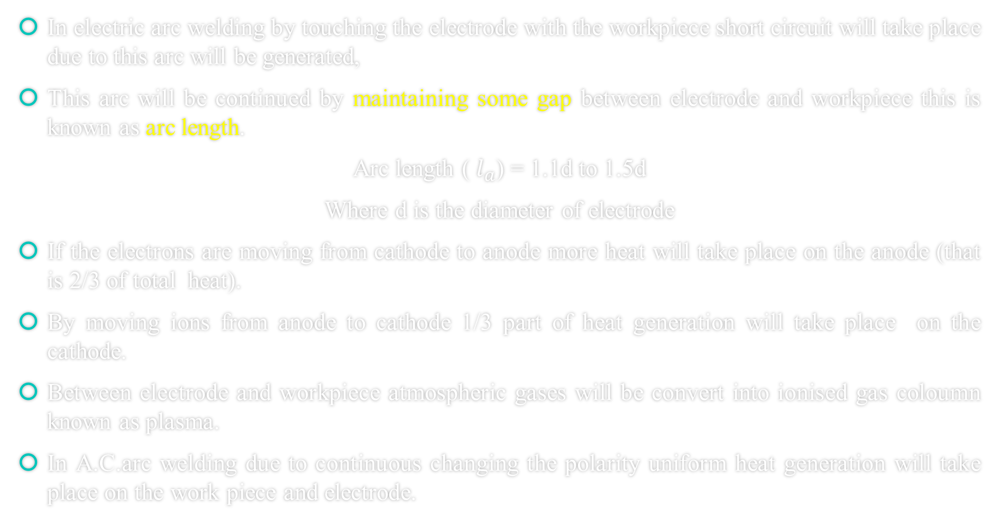 In electric arc welding by touching the electrode with the workpiece short circuit will take place
due to this arc will be generated,
This arc will be continued by maintaining some gap between electrode and workpiece this is
known as arc length.
Arc length ( lₐ) = 1.1d to 1.5d
Where d is the diameter of electrode
If the electrons are moving from cathode to anode more heat will take place on the anode (that
is 2/3 of total heat).
By moving ions from anode to cathode 1/3 part of heat generation will take place on the
cathode.
Between electrode and workpiece atmospheric gases will be convert into ionised gas coloumn
known as plasma.
In A.C.arc welding due to continuous changing the polarity uniform heat generation will take
place on the work piece and electrode.